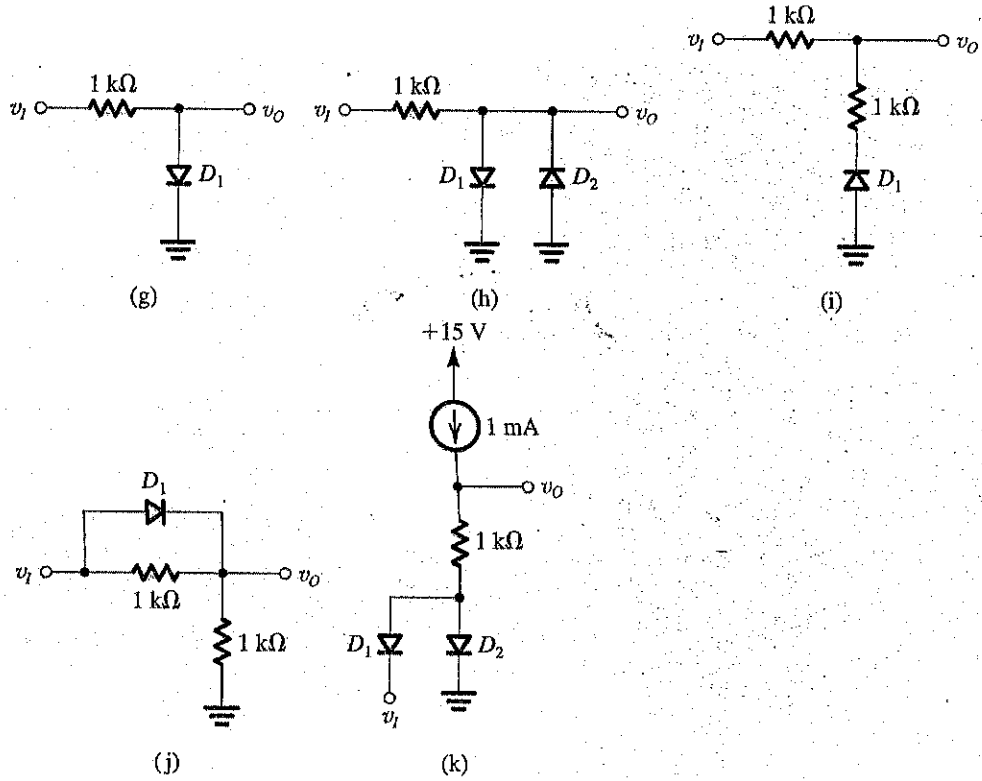 1 kΩ
v_I
v_O
D_1
(g)
1 kΩ
v_I
v_O
D_1
D_2
(h)
1 kΩ
v_I
v_O
1 kΩ
D_1
(i)
D_1
v_I
v_O
1 kΩ
1 kΩ
(j)
+15 V
1 mA
v_O
1 kΩ
D_1
D_2
v_I
(k)